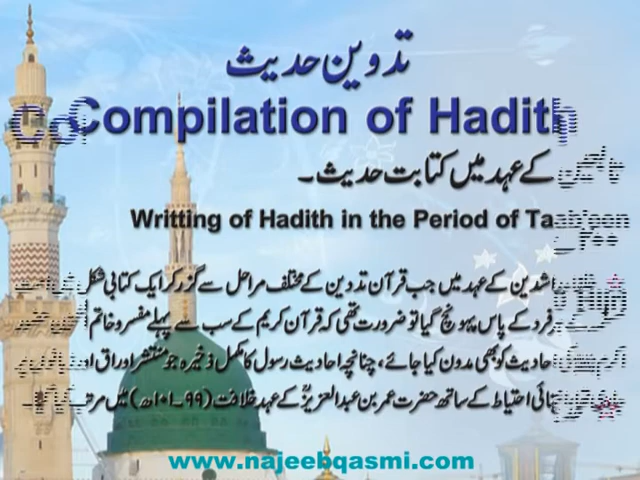 تدوین حدیث
Compilation of Hadith
کے عہد میں کتابت حدیث۔
Writting of Hadith in the Period of Taab'een
کے عہد میں جب قرآن تدوین کے مختلف مراحل سے گزر کر ایک کتابی شکل
فرد کے پاس پہونچ گیا تو ضرورت تھی کہ قرآن کریم کے سب سے پہلے مفسر و خاتم
احادیث کو بھی مدون کیا جائے، چنانچہ احادیث رسول کا مکمل ذخیرہ جو منتشر اوراق
احتیاط کے ساتھ حضرت عمر بن عبد العزیزؒ کے عہد خلافت (۹۹۔۱۰۱ھ) میں
www.najeebqasmi.com